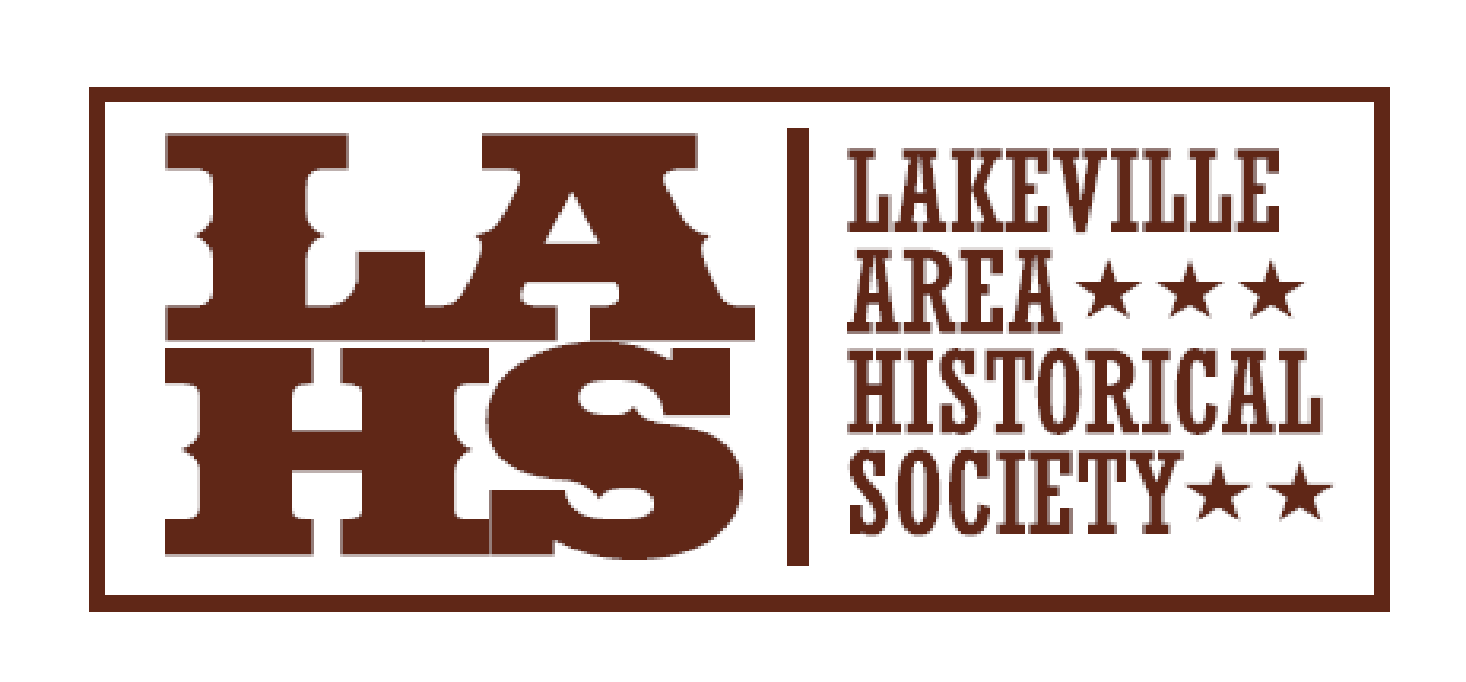 LA
HS
LAKEVILLE
AREA ★★★
HISTORICAL
SOCIETY★★